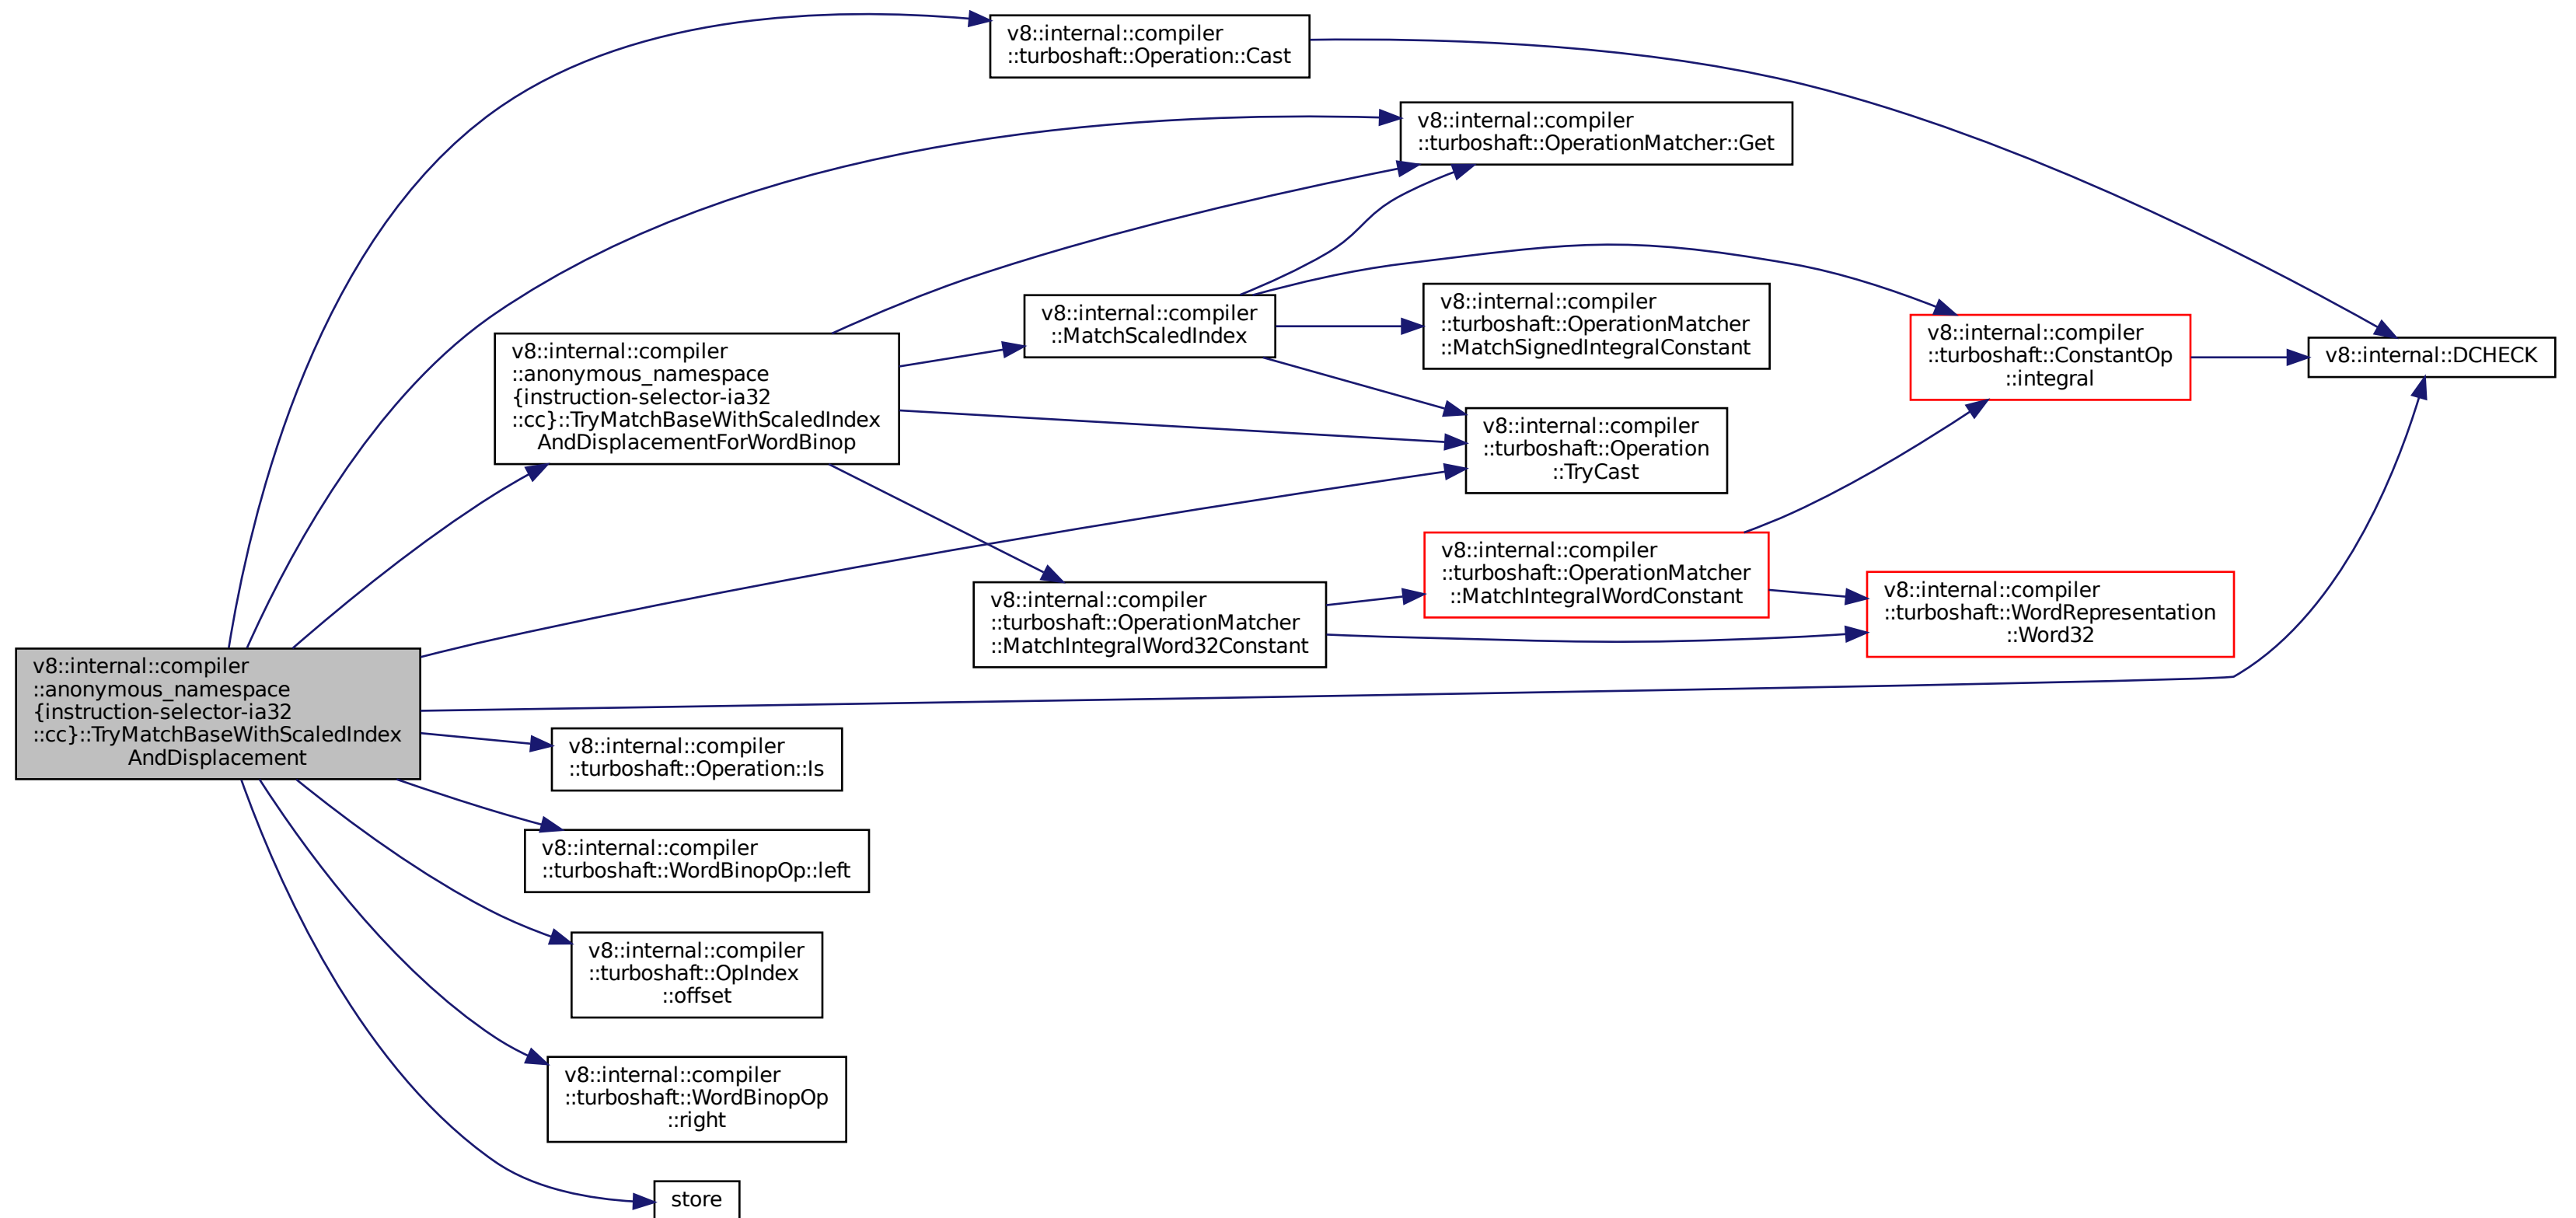 v8::internal::compiler
::turboshaft::Operation::Cast
v8::internal::compiler
::turboshaft::OperationMatcher::Get
v8::internal::compiler
::turboshaft::OperationMatcher
::MatchSignedIntegralConstant
v8::internal::compiler
::MatchScaledIndex
v8::internal::compiler
::turboshaft::ConstantOp
::integral
v8::internal::DCHECK
v8::internal::compiler
::anonymous_namespace
{instruction-selector-ia32
::cc}::TryMatchBaseWithScaledIndex
AndDisplacementForWordBinop
v8::internal::compiler
::turboshaft::Operation
::TryCast
v8::internal::compiler
::turboshaft::OperationMatcher
::MatchIntegralWordConstant
v8::internal::compiler
::turboshaft::WordRepresentation
::Word32
v8::internal::compiler
::turboshaft::OperationMatcher
::MatchIntegralWord32Constant
v8::internal::compiler
::anonymous_namespace
{instruction-selector-ia32
::cc}::TryMatchBaseWithScaledIndex
AndDisplacement
v8::internal::compiler
::turboshaft::Operation::Is
v8::internal::compiler
::turboshaft::WordBinopOp::left
v8::internal::compiler
::turboshaft::OpIndex
::offset
v8::internal::compiler
::turboshaft::WordBinopOp
::right
store